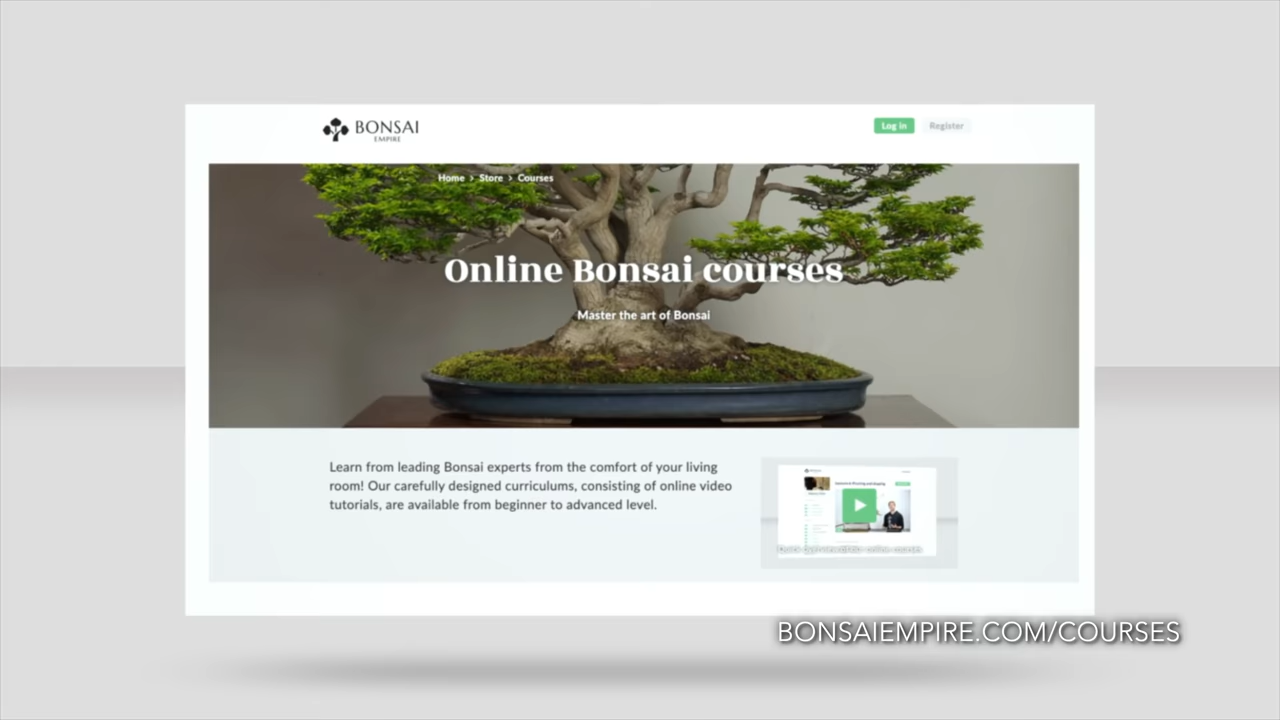 BONSAI
EMPIRE
Log in
Register
Home > Store > Courses
Online Bonsai courses
Master the art of Bonsai
Learn from leading Bonsai experts from the comfort of your living
room! Our carefully designed curriculums, consisting of online video
tutorials, are available from beginner to advanced level.
BONSAI
BONSAIEMPIRE.COM/COURSES